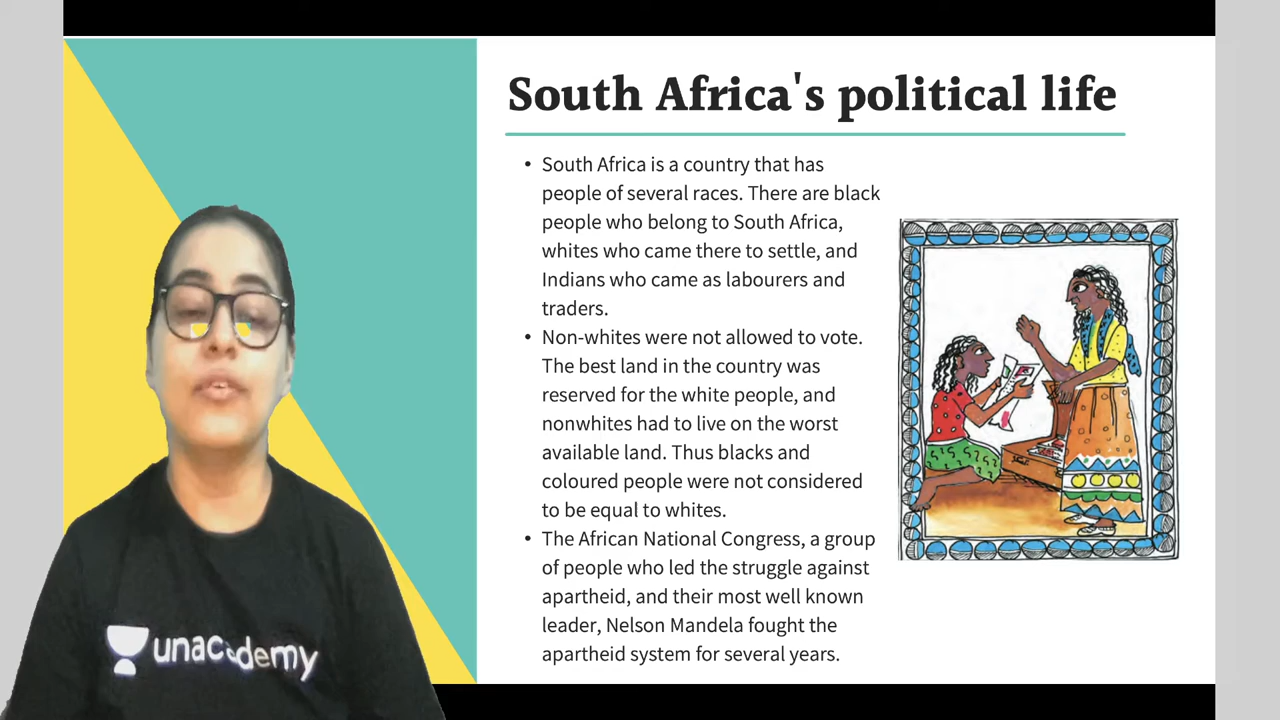 South Africa's political life
• South Africa is a country that has
people of several races. There are black
people who belong to South Africa,
whites who came there to settle, and
Indians who came as labourers and
traders.
• Non-whites were not allowed to vote.
The best land in the country was
reserved for the white people, and
nonwhites had to live on the worst
available land. Thus blacks and
coloured people were not considered
to be equal to whites.
• The African National Congress, a group
of people who led the struggle against
apartheid, and their most well known
leader, Nelson Mandela fought the
apartheid system for several years.
unacademy